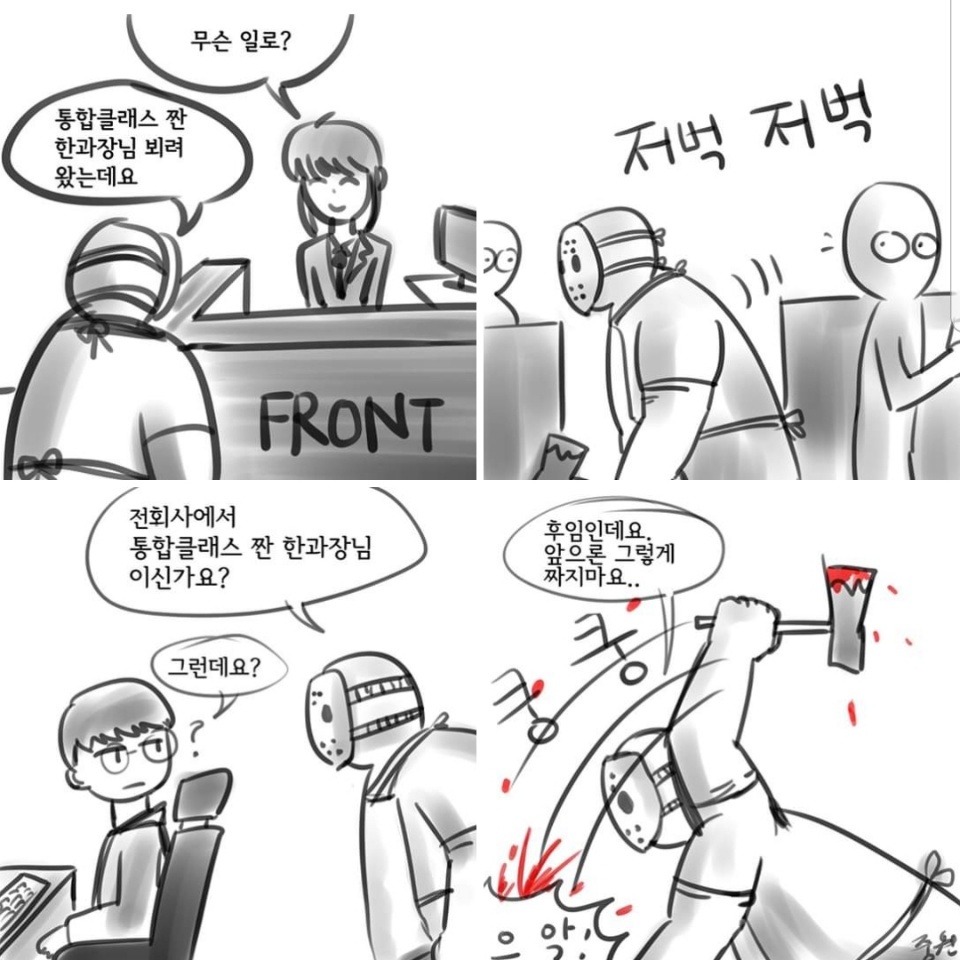 무슨 일로?
통합클래스 짠
한과장님 뵈려
왔는데요
FRONT
저벅 저벅
전회사에서
통합클래스 짠 한과장님
이신가요?
그런데요?
?
후임인데요.
앞으론 그렇게
짜지마요..
쿵
쿵
으악!
중원